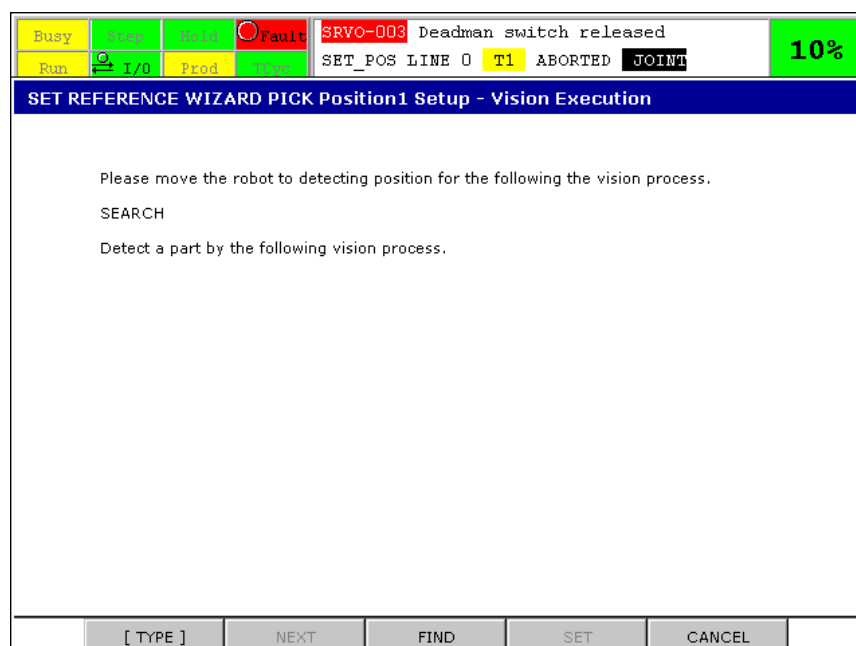 Busy Step Hold Fault SRVO-003 Deadman switch released
Run I/O Prod TCyc SET_POS LINE 0 T1 ABORTED JOINT 10%
SET REFERENCE WIZARD PICK Position1 Setup - Vision Execution
Please move the robot to detecting position for the following the vision process.
SEARCH
Detect a part by the following vision process.
[ TYPE ] NEXT FIND SET CANCEL